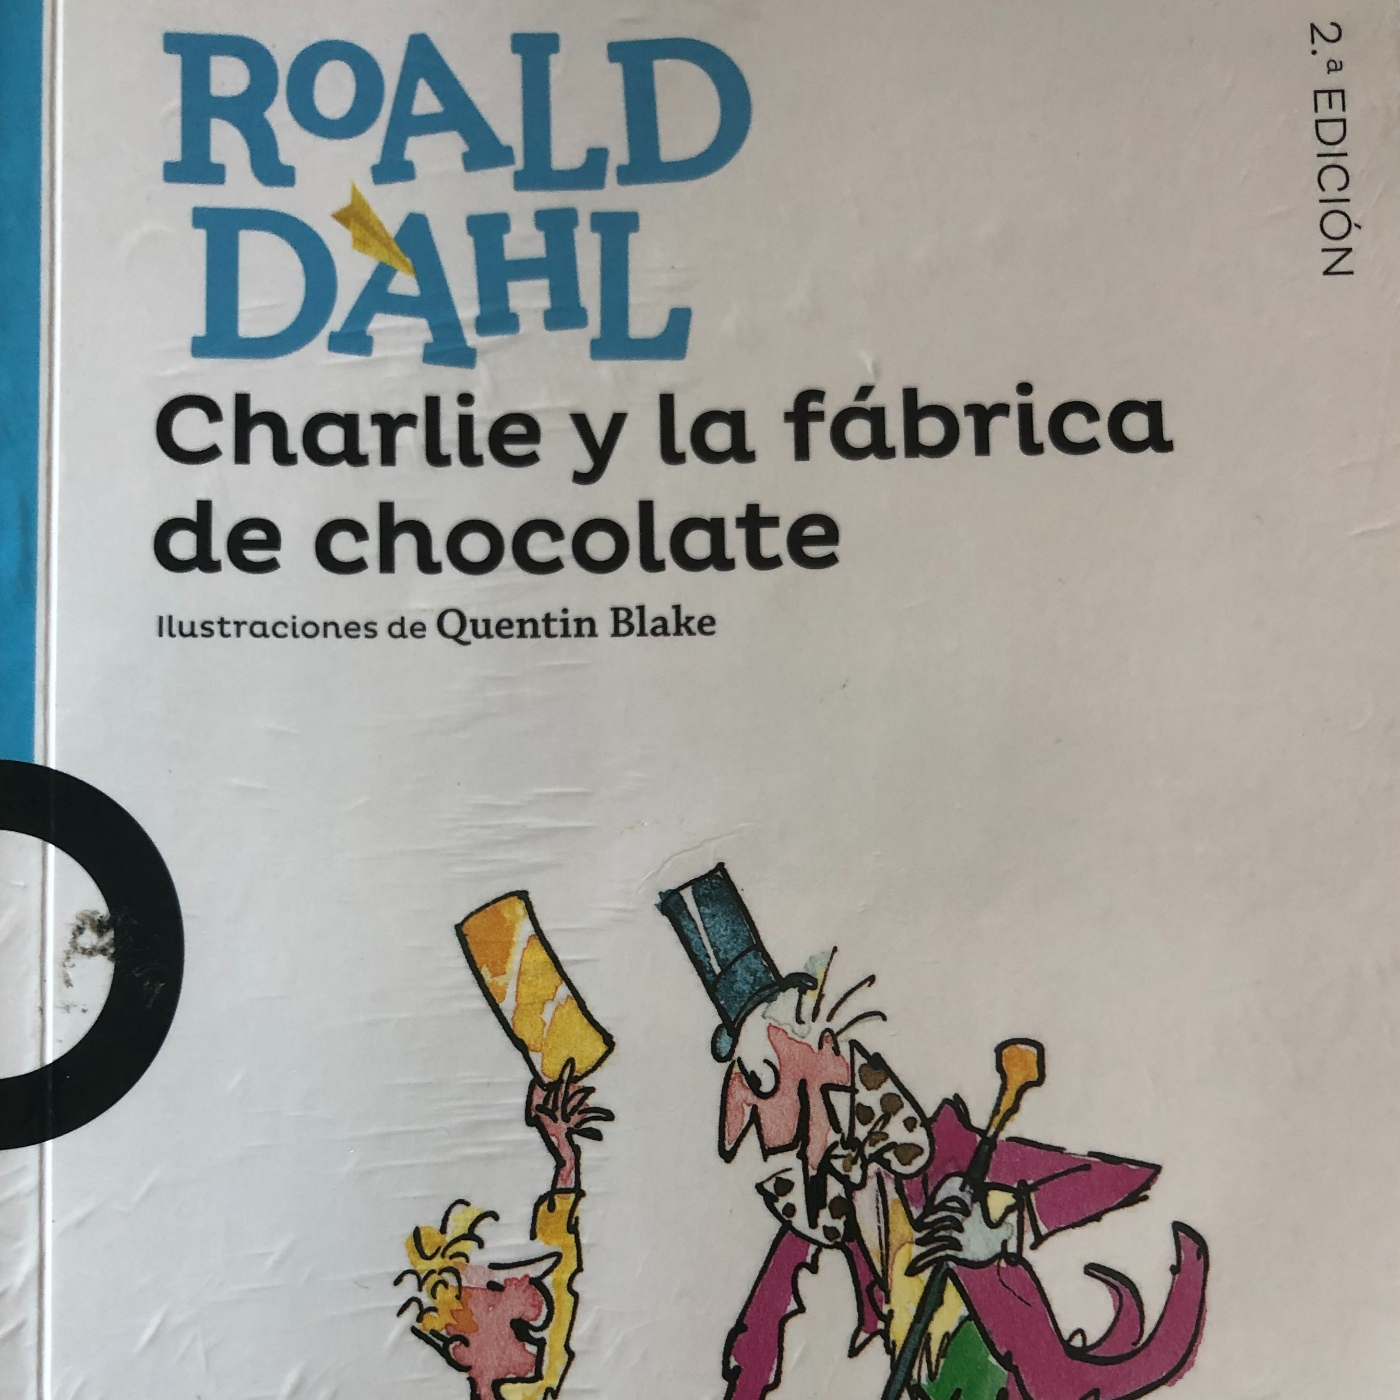 ROALD
DAHL
Charlie y la fábrica
de chocolate
Ilustraciones de Quentin Blake
2.ª EDICIÓN